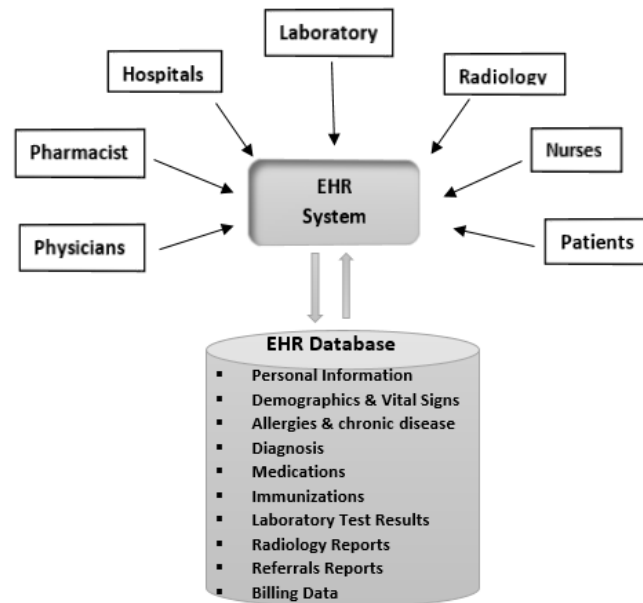 Laboratory
Hospitals
Radiology
Pharmacist
Nurses
Physicians
Patients
EHR
System
EHR Database
▪ Personal Information
▪ Demographics & Vital Signs
▪ Allergies & chronic disease
▪ Diagnosis
▪ Medications
▪ Immunizations
▪ Laboratory Test Results
▪ Radiology Reports
▪ Referrals Reports
▪ Billing Data